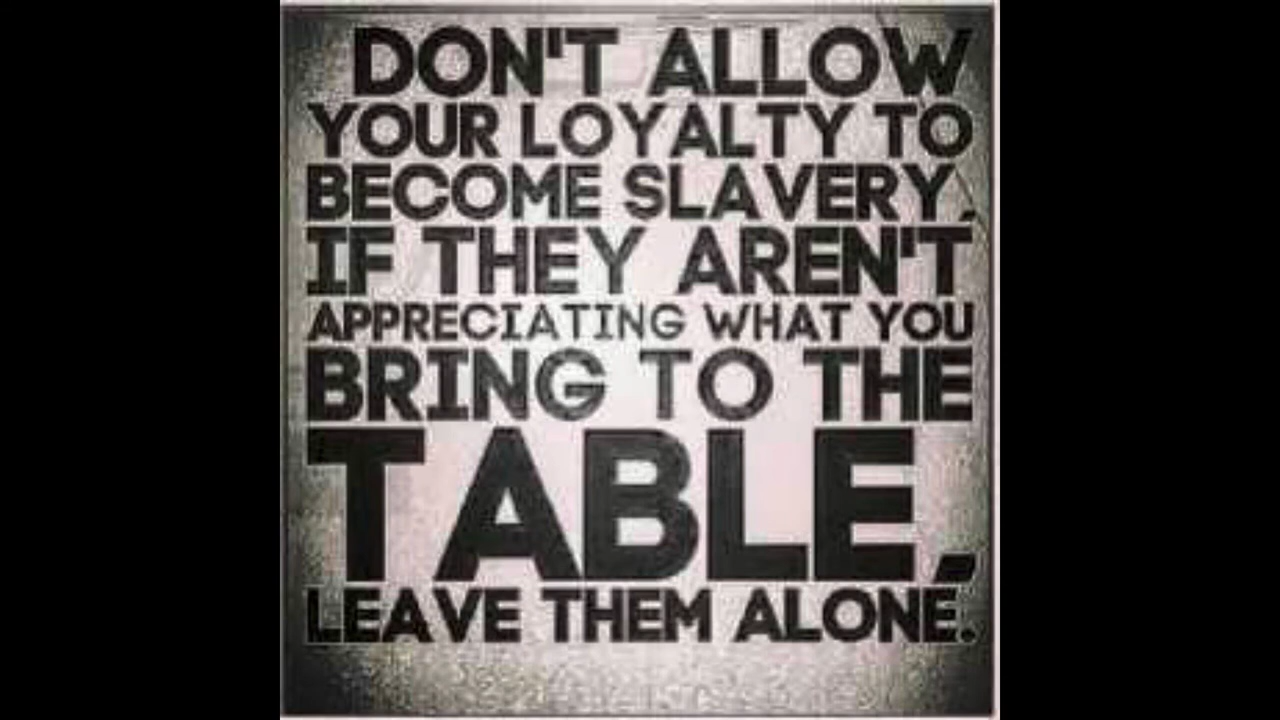 DON'T ALLOW
YOUR LOYALTY TO
BECOME SLAVERY.
IF THEY AREN'T
APPRECIATING WHAT YOU
BRING TO THE
TABLE,
LEAVE THEM ALONE.